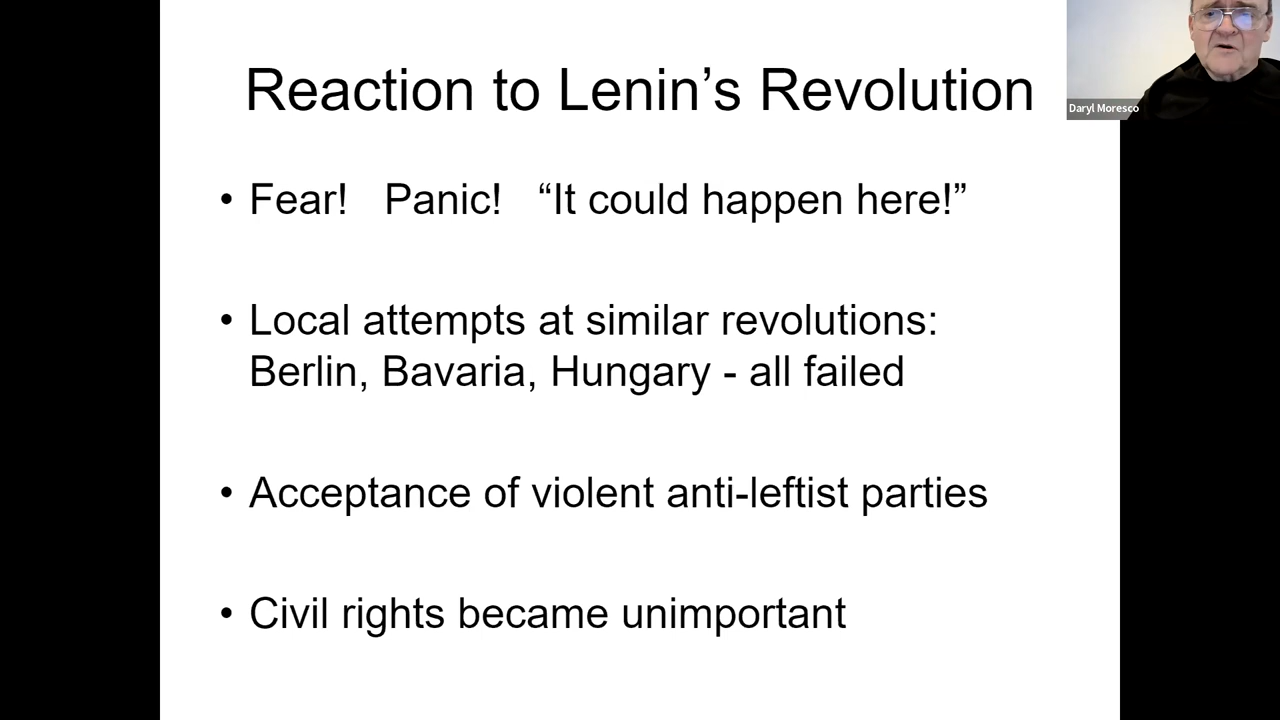 Reaction to Lenin’s Revolution
Daryl Moresco
• Fear! Panic! “It could happen here!”
• Local attempts at similar revolutions:
Berlin, Bavaria, Hungary - all failed
• Acceptance of violent anti-leftist parties
• Civil rights became unimportant